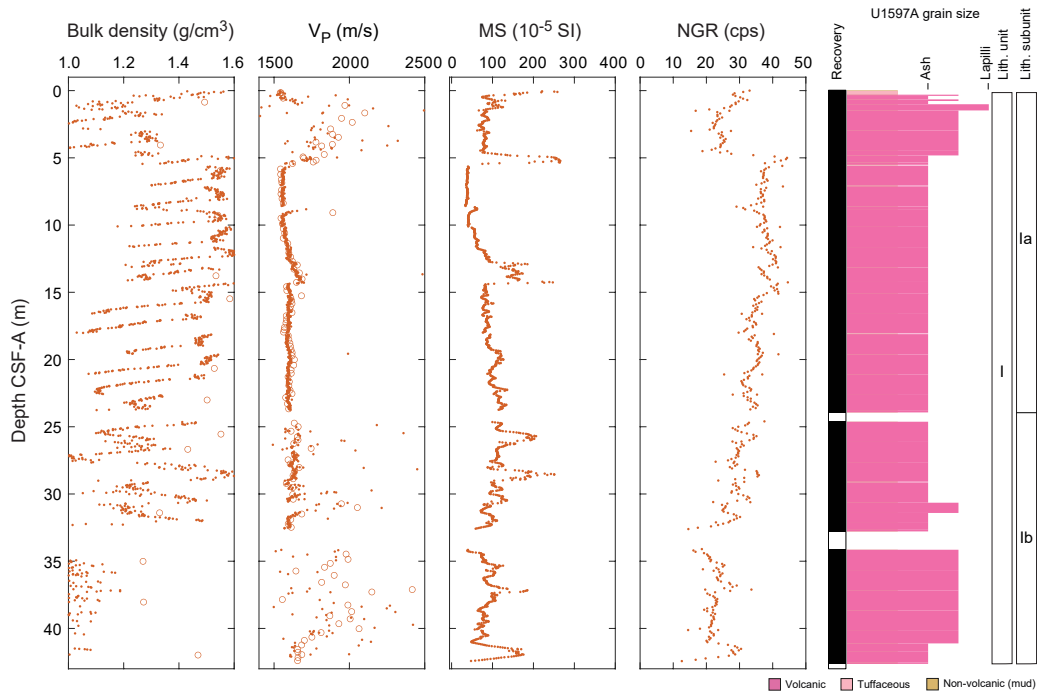 U1597A grain size
Bulk density (g/cm3)
VP (m/s)
MS (10-5 SI)
NGR (cps)
Recovery
Ash
Lapilli
Lith. unit
Lith. subunit
1.0 1.2 1.4 1.6
1500 2000 2500
0 100 200 300 400
0 10 20 30 40 50
Depth CSF-A (m)
0
5
10
15
20
25
30
35
40
Ia
I
Ib
Volcanic
Tuffaceous
Non-volcanic (mud)